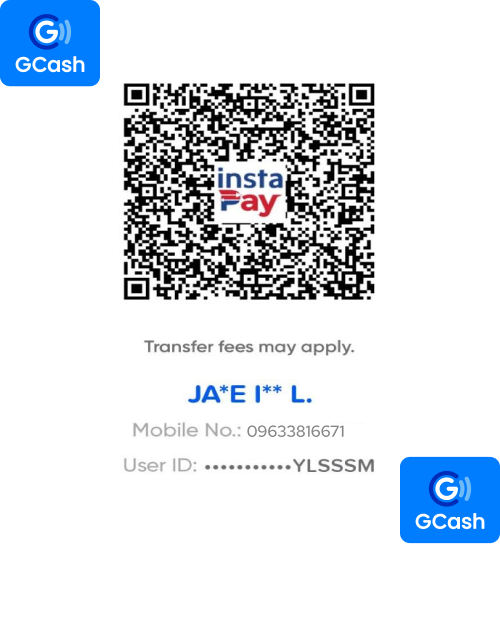 GCash
insta
Pay
Transfer fees may apply.
JA*E I** L.
Mobile No.: 09633816671
User ID: •••••••••••YLSSSM
GCash